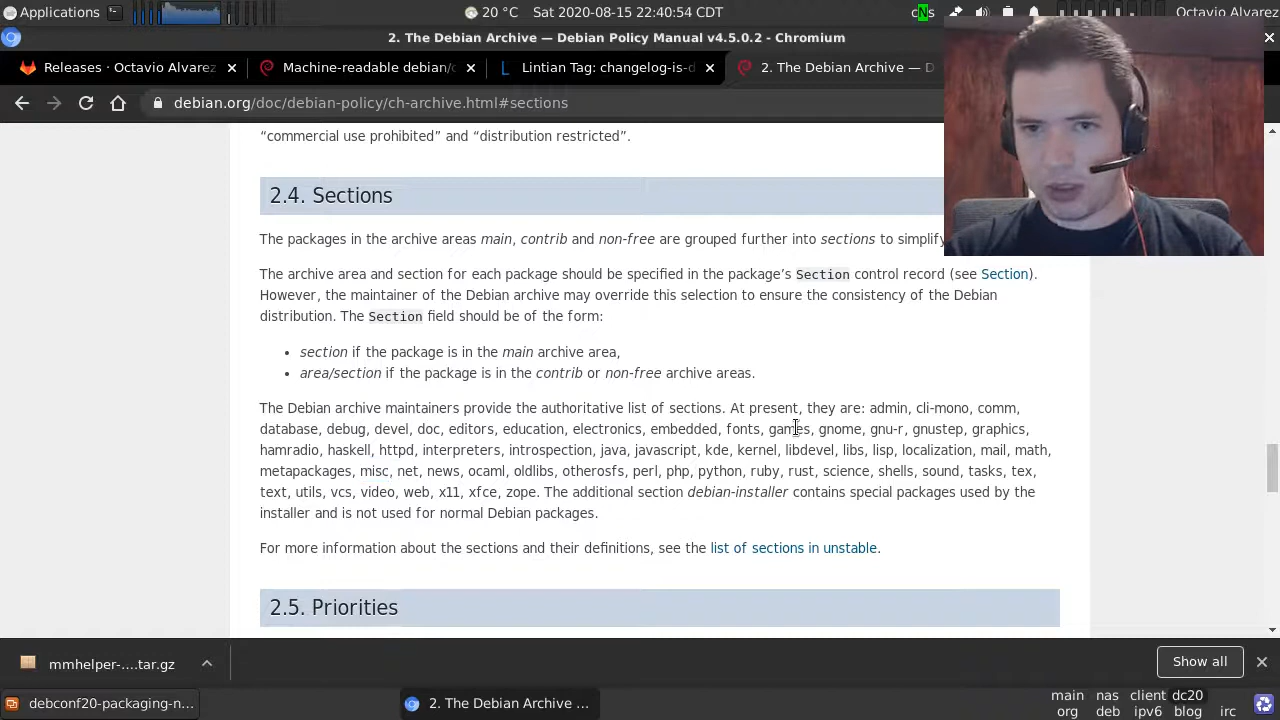 Applications
20 °C
Sat 2020-08-15 22:40:54 CDT
Octavio Alvarez
2. The Debian Archive — Debian Policy Manual v4.5.0.2 - Chromium
Releases · Octavio Alvarez
Machine-readable debian/c
Lintian Tag: changelog-is-d
2. The Debian Archive — D
debian.org/doc/debian-policy/ch-archive.html#sections
“commercial use prohibited” and “distribution restricted”.
2.4. Sections
The packages in the archive areas main, contrib and non-free are grouped further into sections to simplify
The archive area and section for each package should be specified in the package’s Section control record (see Section).
However, the maintainer of the Debian archive may override this selection to ensure the consistency of the Debian
distribution. The Section field should be of the form:
• section if the package is in the main archive area,
• area/section if the package is in the contrib or non-free archive areas.
The Debian archive maintainers provide the authoritative list of sections. At present, they are: admin, cli-mono, comm,
database, debug, devel, doc, editors, education, electronics, embedded, fonts, games, gnome, gnu-r, gnustep, graphics,
hamradio, haskell, httpd, interpreters, introspection, java, javascript, kde, kernel, libdevel, libs, lisp, localization, mail, math,
metapackages, misc, net, news, ocaml, oldlibs, otherosfs, perl, php, python, ruby, rust, science, shells, sound, tasks, tex,
text, utils, vcs, video, web, x11, xfce, zope. The additional section debian-installer contains special packages used by the
installer and is not used for normal Debian packages.
For more information about the sections and their definitions, see the list of sections in unstable.
2.5. Priorities
mmhelper-....tar.gz
Show all
debconf20-packaging-n...
2. The Debian Archive ...
main nas client dc20
org deb ipv6 blog irc